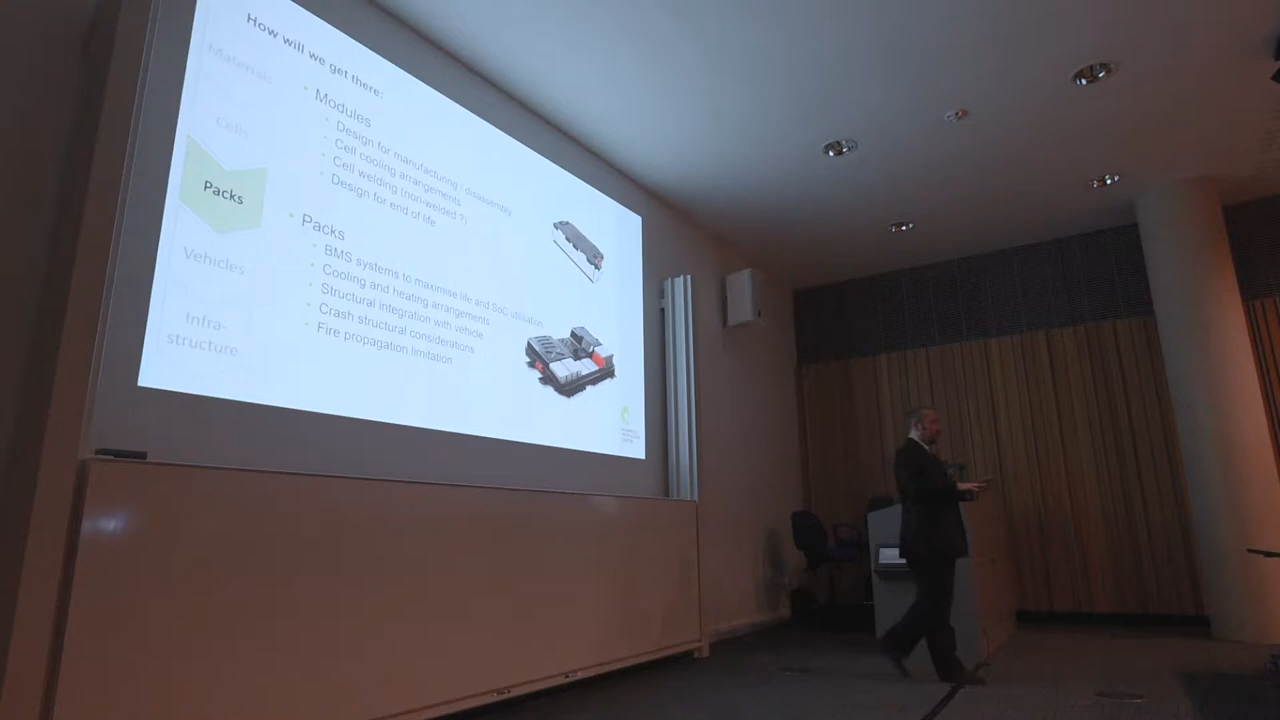 How will we get there:
Materials
Cells
Packs
Vehicles
Infra-
structure
Modules
Design for manufacturing / disassembly
Cell cooling arrangements
Cell welding (non-welded ?)
Design for end of life
Packs
BMS systems to maximise life and SoC utilisation
Cooling and heating arrangements
Structural integration with vehicle
Crash structural considerations
Fire propagation limitation